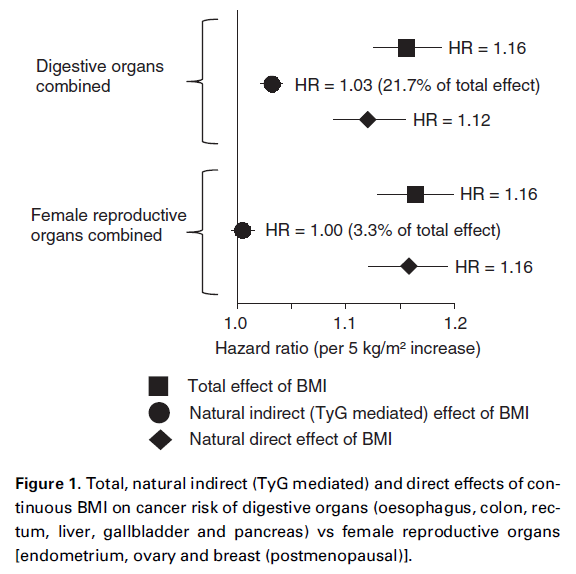 Digestive organs
combined
HR = 1.16
HR = 1.03 (21.7% of total effect)
HR = 1.12
Female reproductive
organs combined
HR = 1.16
HR = 1.00 (3.3% of total effect)
HR = 1.16
1.0 1.1 1.2
Hazard ratio (per 5 kg/m² increase)
Total effect of BMI
Natural indirect (TyG mediated) effect of BMI
Natural direct effect of BMI
Figure 1. Total, natural indirect (TyG mediated) and direct effects of con-
tinuous BMI on cancer risk of digestive organs (oesophagus, colon, rec-
tum, liver, gallbladder and pancreas) vs female reproductive organs
[endometrium, ovary and breast (postmenopausal)].